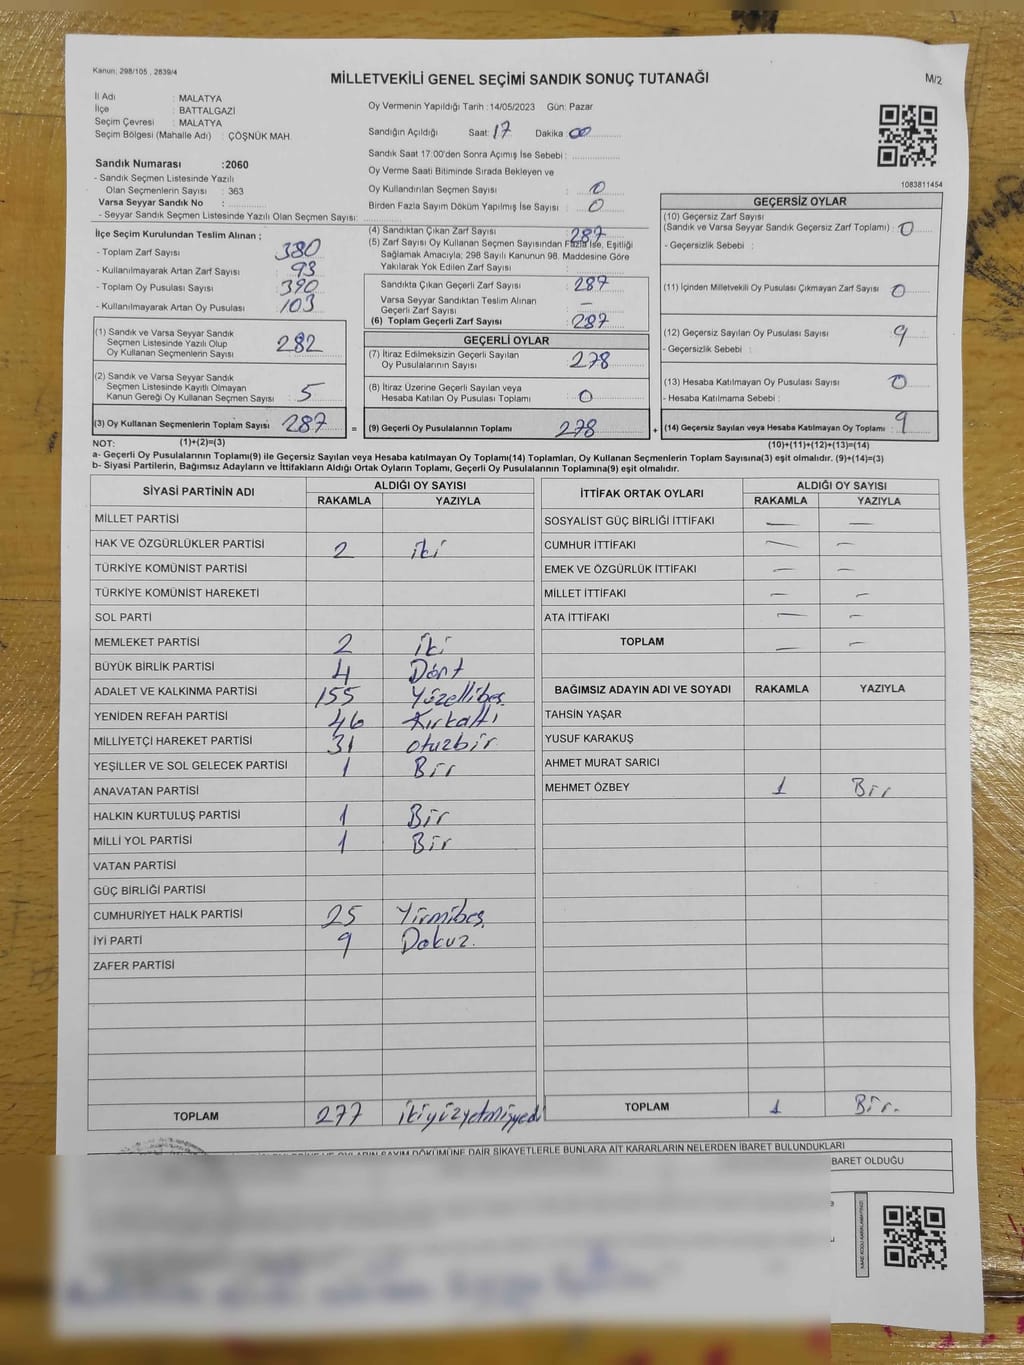 Kanun: 298/105 , 2839/4
MİLLETVEKİLİ GENEL SEÇİMİ SANDIK SONUÇ TUTANAĞI
M/2
İl Adı : MALATYA
İlçe : BATTALGAZİ
Seçim Çevresi : MALATYA
Seçim Bölgesi (Mahalle Adı) : ÇÖŞNÜK MAH.
Sandık Numarası :2060
- Sandık Seçmen Listesinde Yazılı
Olan Seçmenlerin Sayısı : 363
Varsa Seyyar Sandık No :
- Seyyar Sandık Seçmen Listesinde Yazılı Olan Seçmen Sayısı:
Oy Vermenin Yapıldığı Tarih :14/05/2023 Gün: Pazar
Sandığın Açıldığı Saat: 17 Dakika 00
Sandık Saat 17:00'den Sonra Açılmış İse Sebebi :
Oy Verme Saati Bitiminde Sırada Bekleyen ve
Oy Kullandırılan Seçmen Sayısı : 0
Birden Fazla Sayım Döküm Yapılmış İse Sayısı : 0
1083811454
İlçe Seçim Kurulundan Teslim Alınan ;
- Toplam Zarf Sayısı : 380
- Kullanılmayarak Artan Zarf Sayısı : 93
- Toplam Oy Pusulası Sayısı : 390
- Kullanılmayarak Artan Oy Pusulası : 103
(1) Sandık ve Varsa Seyyar Sandık
Seçmen Listesinde Yazılı Olup
Oy Kullanan Seçmenlerin Sayısı : 282
(2) Sandık ve Varsa Seyyar Sandık
Seçmen Listesinde Kayıtlı Olmayan
Kanun Gereği Oy Kullanan Seçmen Sayısı : 5
(3) Oy Kullanan Seçmenlerin Toplam Sayısı : 287
(4) Sandıktan Çıkan Zarf Sayısı : 287
(5) Zarf Sayısı Oy Kullanan Seçmen Sayısından Fazla İse, Eşitliği
Sağlamak Amacıyla; 298 Sayılı Kanunun 98. Maddesine Göre
Yakılarak Yok Edilen Zarf Sayısı :
Sandıkta Çıkan Geçerli Zarf Sayısı : 287
Varsa Seyyar Sandıktan Teslim Alınan
Geçerli Zarf Sayısı : —
(6) Toplam Geçerli Zarf Sayısı : 287
GEÇERLİ OYLAR
(7) İtiraz Edilmeksizin Geçerli Sayılan
Oy Pusulalarının Sayısı : 278
(8) İtiraz Üzerine Geçerli Sayılan veya
Hesaba Katılan Oy Pusulası Toplamı : 0
= (9) Geçerli Oy Pusulalarının Toplamı : 278
GEÇERSİZ OYLAR
(10) Geçersiz Zarf Sayısı
(Sandık ve Varsa Seyyar Sandık Geçersiz Zarf Toplamı) : 0
- Geçersizlik Sebebi :
(11) İçinden Milletvekili Oy Pusulası Çıkmayan Zarf Sayısı : 0
(12) Geçersiz Sayılan Oy Pusulası Sayısı : 9
- Geçersizlik Sebebi :
(13) Hesaba Katılmayan Oy Pusulası Sayısı : 0
- Hesaba Katılmama Sebebi :
+ (14) Geçersiz Sayılan veya Hesaba Katılmayan Oy Toplamı : 9
NOT: (1)+(2)=(3) (10)+(11)+(12)+(13)=(14)
a- Geçerli Oy Pusulalarının Toplamı(9) ile Geçersiz Sayılan veya Hesaba Katılmayan Oy Toplamı(14) Toplamları, Oy Kullanan Seçmenlerin Toplam Sayısına(3) eşit olmalıdır. (9)+(14)=(3)
b- Siyasi Partilerin, Bağımsız Adayların ve İttifakların Aldığı Ortak Oyların Toplamı, Geçerli Oy Pusulalarının Toplamına(9) eşit olmalıdır.
SİYASİ PARTİNİN ADI ALDIĞI OY SAYISI
RAKAMLA YAZIYLA
MİLLET PARTİSİ
HAK VE ÖZGÜRLÜKLER PARTİSİ 2 iki
TÜRKİYE KOMÜNİST PARTİSİ
TÜRKİYE KOMÜNİST HAREKETİ
SOL PARTİ
MEMLEKET PARTİSİ 2 İki
BÜYÜK BİRLİK PARTİSİ 4 Dört
ADALET VE KALKINMA PARTİSİ 155 Yüzellibeş
YENİDEN REFAH PARTİSİ 46 Kırkaltı
MİLLİYETÇİ HAREKET PARTİSİ 31 otuzbir
YEŞİLLER VE SOL GELECEK PARTİSİ 1 Bir
ANAVATAN PARTİSİ
HALKIN KURTULUŞ PARTİSİ 1 Bir
MİLLİ YOL PARTİSİ 1 Bir
VATAN PARTİSİ
GÜÇ BİRLİĞİ PARTİSİ
CUMHURİYET HALK PARTİSİ 25 Yirmibeş
İYİ PARTİ 9 Dokuz.
ZAFER PARTİSİ
TOPLAM 277 ikiyüzyetmişyedi
İTTİFAK ORTAK OYLARI ALDIĞI OY SAYISI
RAKAMLA YAZIYLA
SOSYALİST GÜÇ BİRLİĞİ İTTİFAKI — —
CUMHUR İTTİFAKI — —
EMEK VE ÖZGÜRLÜK İTTİFAKI — —
MİLLET İTTİFAKI — —
ATA İTTİFAKI — —
TOPLAM — —
BAĞIMSIZ ADAYIN ADI VE SOYADI RAKAMLA YAZIYLA
TAHSİN YAŞAR
YUSUF KARAKUŞ
AHMET MURAT SARICI
MEHMET ÖZBEY 1 Bir
TOPLAM 1 Bir.
OYLARIN SAYIM DÖKÜMÜNE DAİR ŞİKAYETLERLE BUNLARA AİT KARARLARIN NELERDEN İBARET BULUNDUKLARI
BARET OLDUĞU